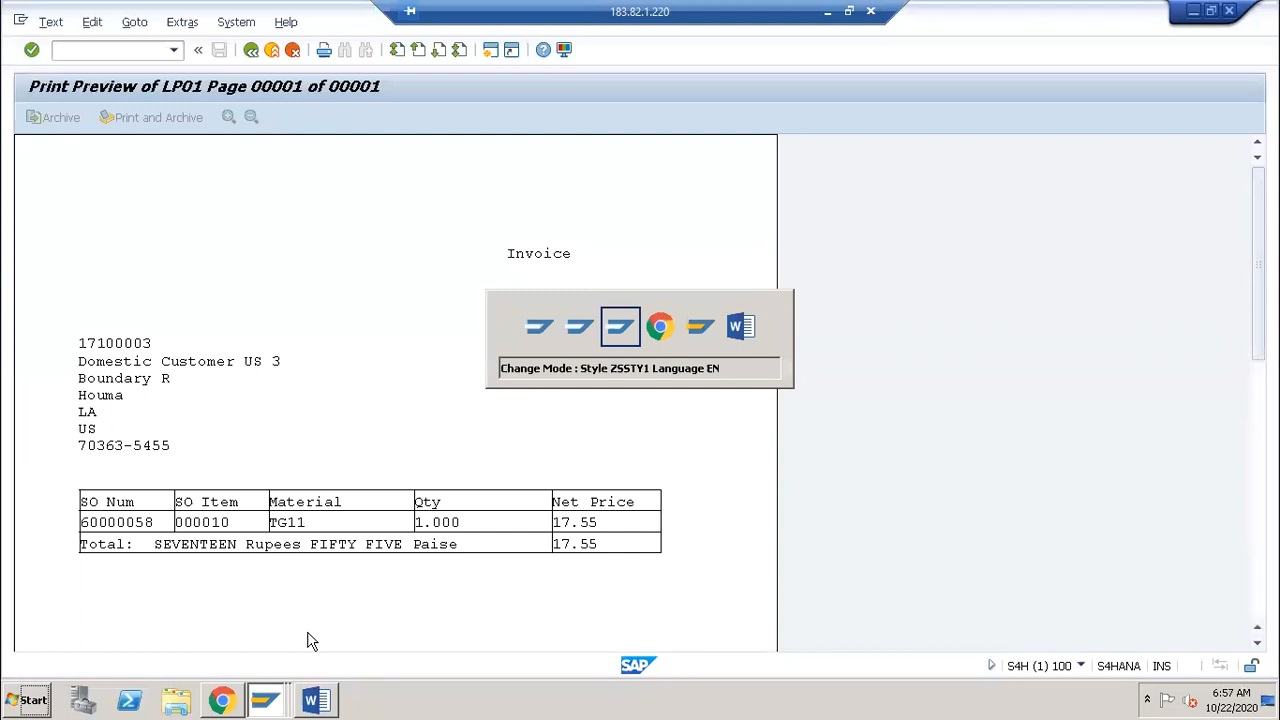 Text Edit Goto Extras System Help
183.82.1.220
Print Preview of LP01 Page 00001 of 00001
Archive Print and Archive
Invoice
Change Mode : Style ZSSTY1 Language EN
17100003
Domestic Customer US 3
Boundary R
Houma
LA
US
70363-5455
SO Num SO Item Material Qty Net Price
60000058 000010 TG11 1.000 17.55
Total: SEVENTEEN Rupees FIFTY FIVE Paise 17.55
SAP
S4H (1) 100 S4HANA INS
Start
6:57 AM
10/22/2020